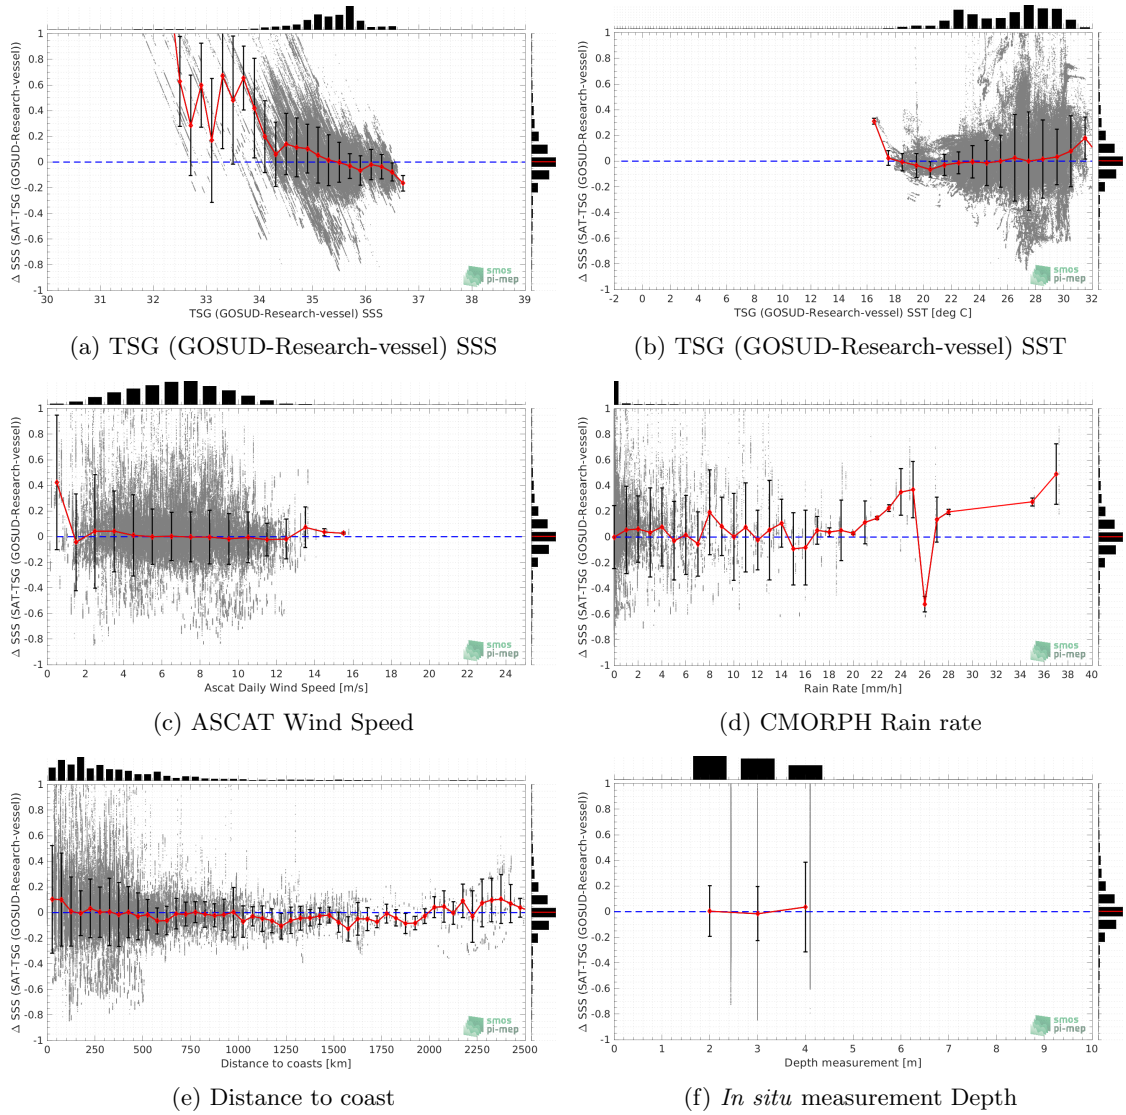 Δ SSS (SAT-TSG (GOSUD-Research-vessel))
1
0.8
0.6
0.4
0.2
0
-0.2
-0.4
-0.6
-0.8
-1
smos
pi-mep
30 31 32 33 34 35 36 37 38 39
TSG (GOSUD-Research-vessel) SSS
(a) TSG (GOSUD-Research-vessel) SSS
Δ SSS (SAT-TSG (GOSUD-Research-vessel))
1
0.8
0.6
0.4
0.2
0
-0.2
-0.4
-0.6
-0.8
-1
smos
pi-mep
-2 0 2 4 6 8 10 12 14 16 18 20 22 24 26 28 30 32
TSG (GOSUD-Research-vessel) SST [deg C]
(b) TSG (GOSUD-Research-vessel) SST
Δ SSS (SAT-TSG (GOSUD-Research-vessel))
1
0.8
0.6
0.4
0.2
0
-0.2
-0.4
-0.6
-0.8
-1
smos
pi-mep
0 2 4 6 8 10 12 14 16 18 20 22 24
Ascat Daily Wind Speed [m/s]
(c) ASCAT Wind Speed
Δ SSS (SAT-TSG (GOSUD-Research-vessel))
1
0.8
0.6
0.4
0.2
0
-0.2
-0.4
-0.6
-0.8
-1
smos
pi-mep
0 2 4 6 8 10 12 14 16 18 20 22 24 26 28 30 32 34 36 38 40
Rain Rate [mm/h]
(d) CMORPH Rain rate
Δ SSS (SAT-TSG (GOSUD-Research-vessel))
1
0.8
0.6
0.4
0.2
0
-0.2
-0.4
-0.6
-0.8
-1
smos
pi-mep
0 250 500 750 1000 1250 1500 1750 2000 2250 2500
Distance to coasts [km]
(e) Distance to coast
Δ SSS (SAT-TSG (GOSUD-Research-vessel))
1
0.8
0.6
0.4
0.2
0
-0.2
-0.4
-0.6
-0.8
-1
smos
pi-mep
0 1 2 3 4 5 6 7 8 9 10
Depth measurement [m]
(f) In situ measurement Depth